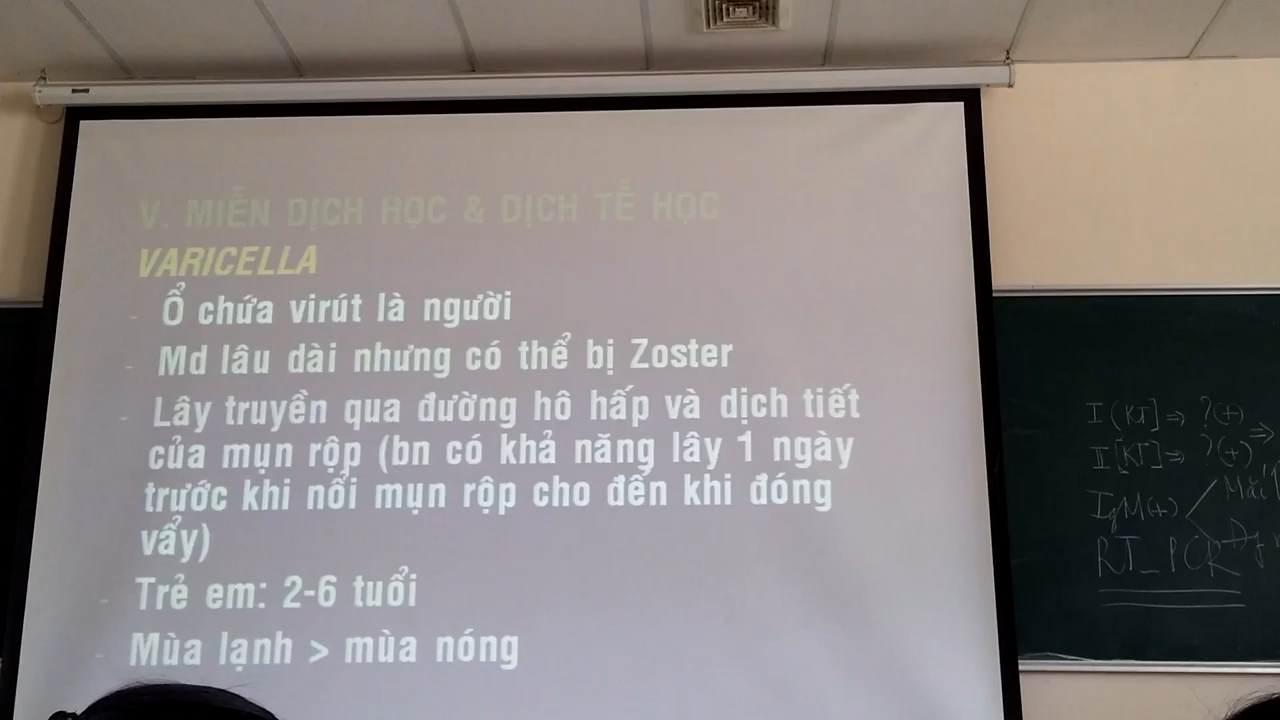 V. MIỄN DỊCH HỌC & DỊCH TỄ HỌC
VARICELLA
- Ổ chứa virút là người
- Md lâu dài nhưng có thể bị Zoster
- Lây truyền qua đường hô hấp và dịch tiết
của mụn rộp (bn có khả năng lây 1 ngày
trước khi nổi mụn rộp cho đến khi đóng
vẩy)
- Trẻ em: 2-6 tuổi
- Mùa lạnh > mùa nóng
I [KT] => ? (+) =>
II [KT] => ? (+)
IgM (+)
RT_PCR